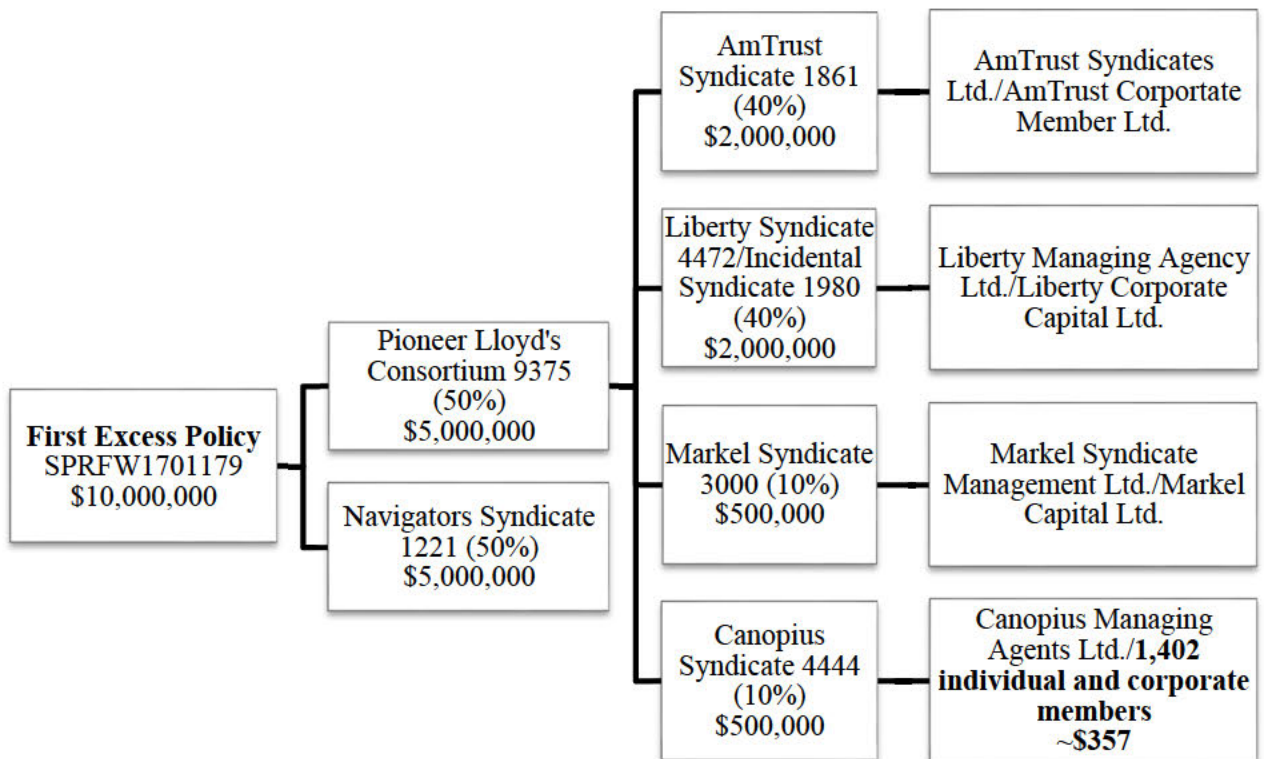 First Excess Policy
SPRFW1701179
$10,000,000
Pioneer Lloyd's
Consortium 9375
(50%)
$5,000,000
Navigators Syndicate
1221 (50%)
$5,000,000
AmTrust
Syndicate 1861
(40%)
$2,000,000
AmTrust Syndicates
Ltd./AmTrust Corportate
Member Ltd.
Liberty Syndicate
4472/Incidental
Syndicate 1980
(40%)
$2,000,000
Liberty Managing Agency
Ltd./Liberty Corporate
Capital Ltd.
Markel Syndicate
3000 (10%)
$500,000
Markel Syndicate
Management Ltd./Markel
Capital Ltd.
Canopius
Syndicate 4444
(10%)
$500,000
Canopius Managing
Agents Ltd./1,402
individual and corporate
members
~$357